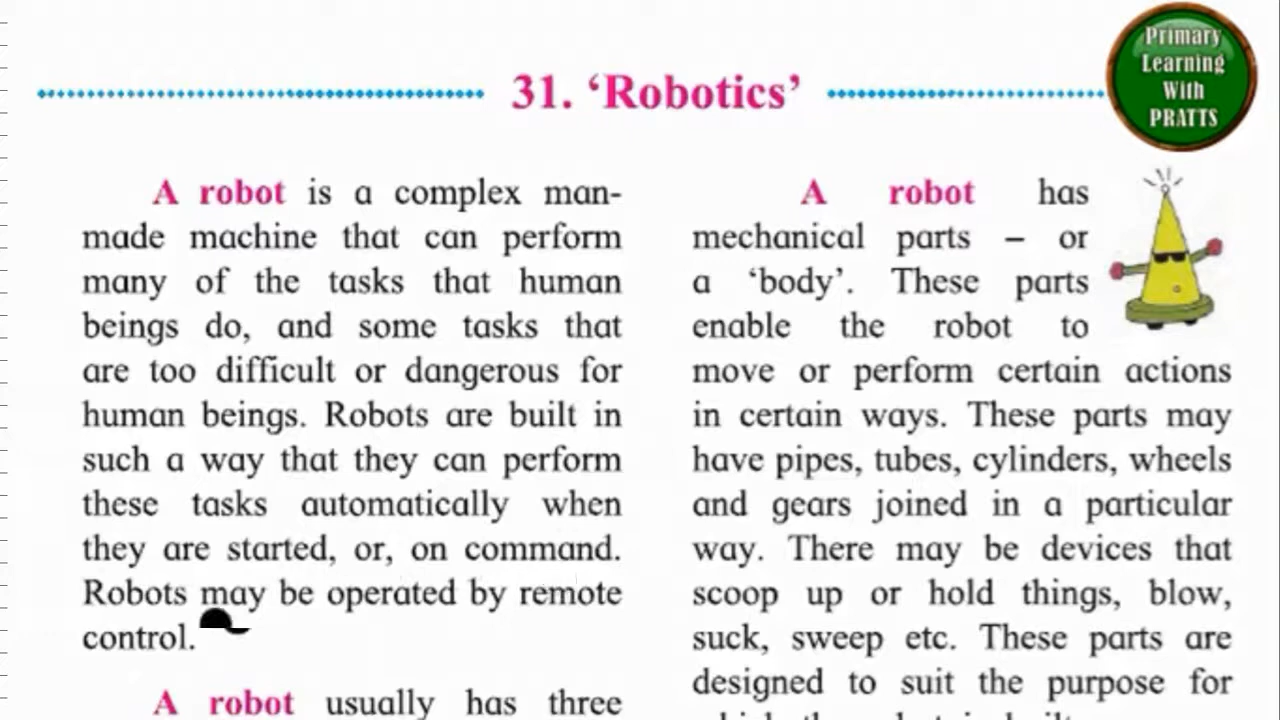 31. ‘Robotics’
Primary
Learning
With
PRATTS
A robot is a complex man-
made machine that can perform
many of the tasks that human
beings do, and some tasks that
are too difficult or dangerous for
human beings. Robots are built in
such a way that they can perform
these tasks automatically when
they are started, or, on command.
Robots may be operated by remote
control.
A robot usually has three
A robot has
mechanical parts – or
a ‘body’. These parts
enable the robot to
move or perform certain actions
in certain ways. These parts may
have pipes, tubes, cylinders, wheels
and gears joined in a particular
way. There may be devices that
scoop up or hold things, blow,
suck, sweep etc. These parts are
designed to suit the purpose for